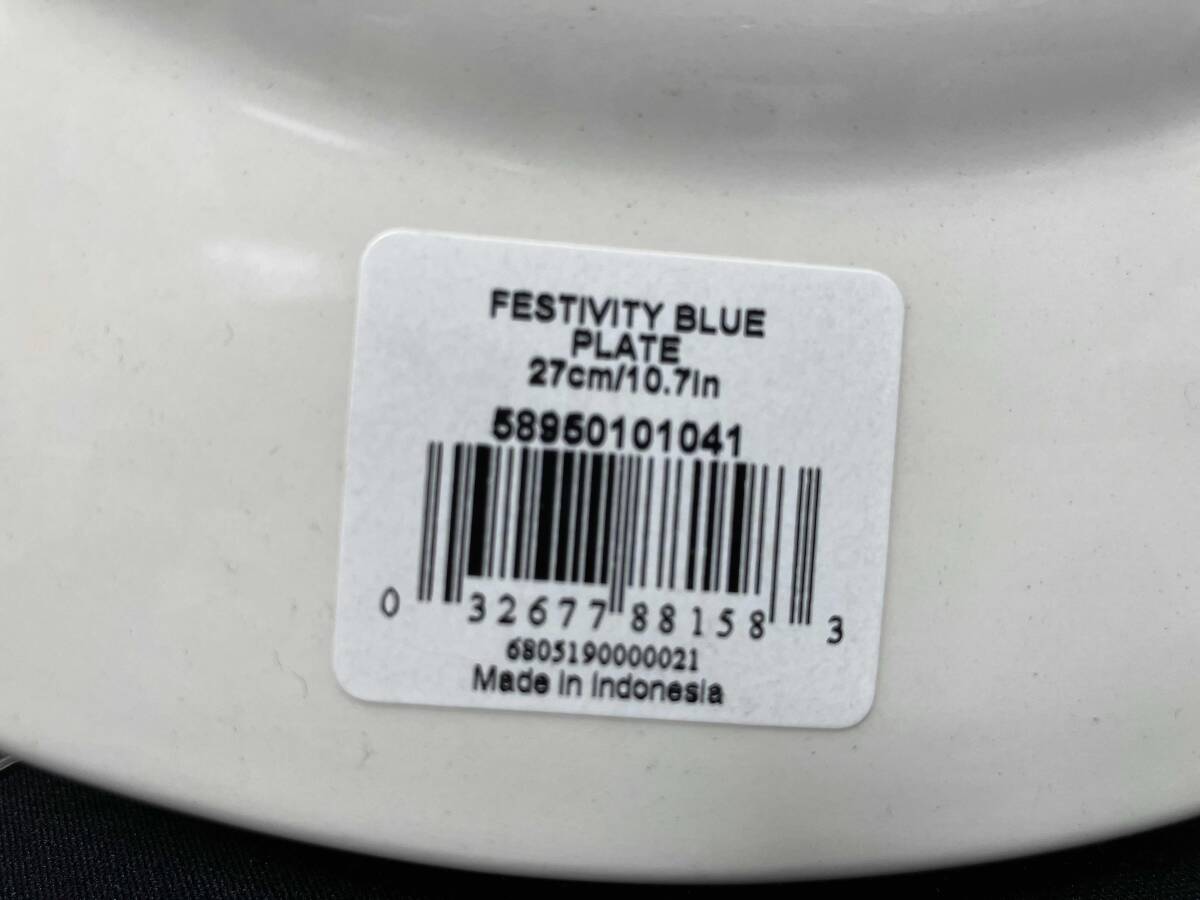 FESTIVITY BLUE
PLATE
27cm/10.7in
58950101041
0 32677 88158 3
6805190000021
Made in Indonesia